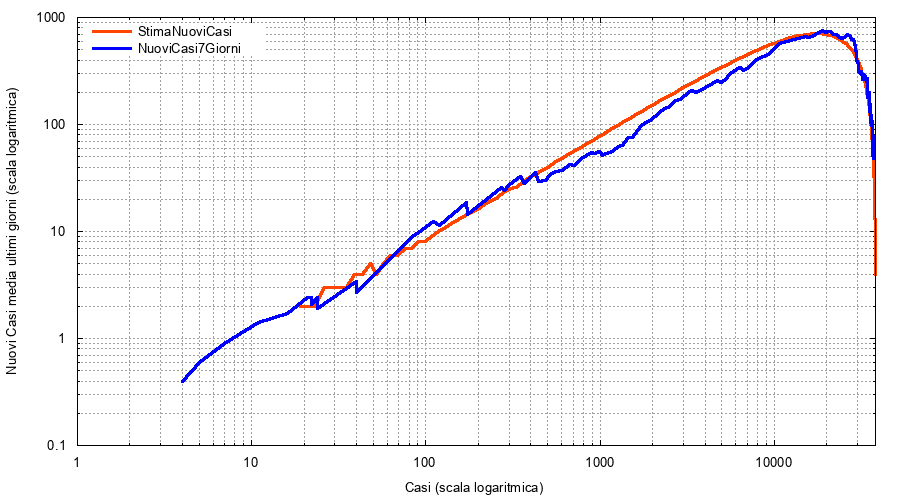 1000
100
10
1
0.1
Nuovi Casi media ultimi giorni (scala logaritmica)
StimaNuoviCasi
NuoviCasi7Giorni
1 10 100 1000 10000
Casi (scala logaritmica)